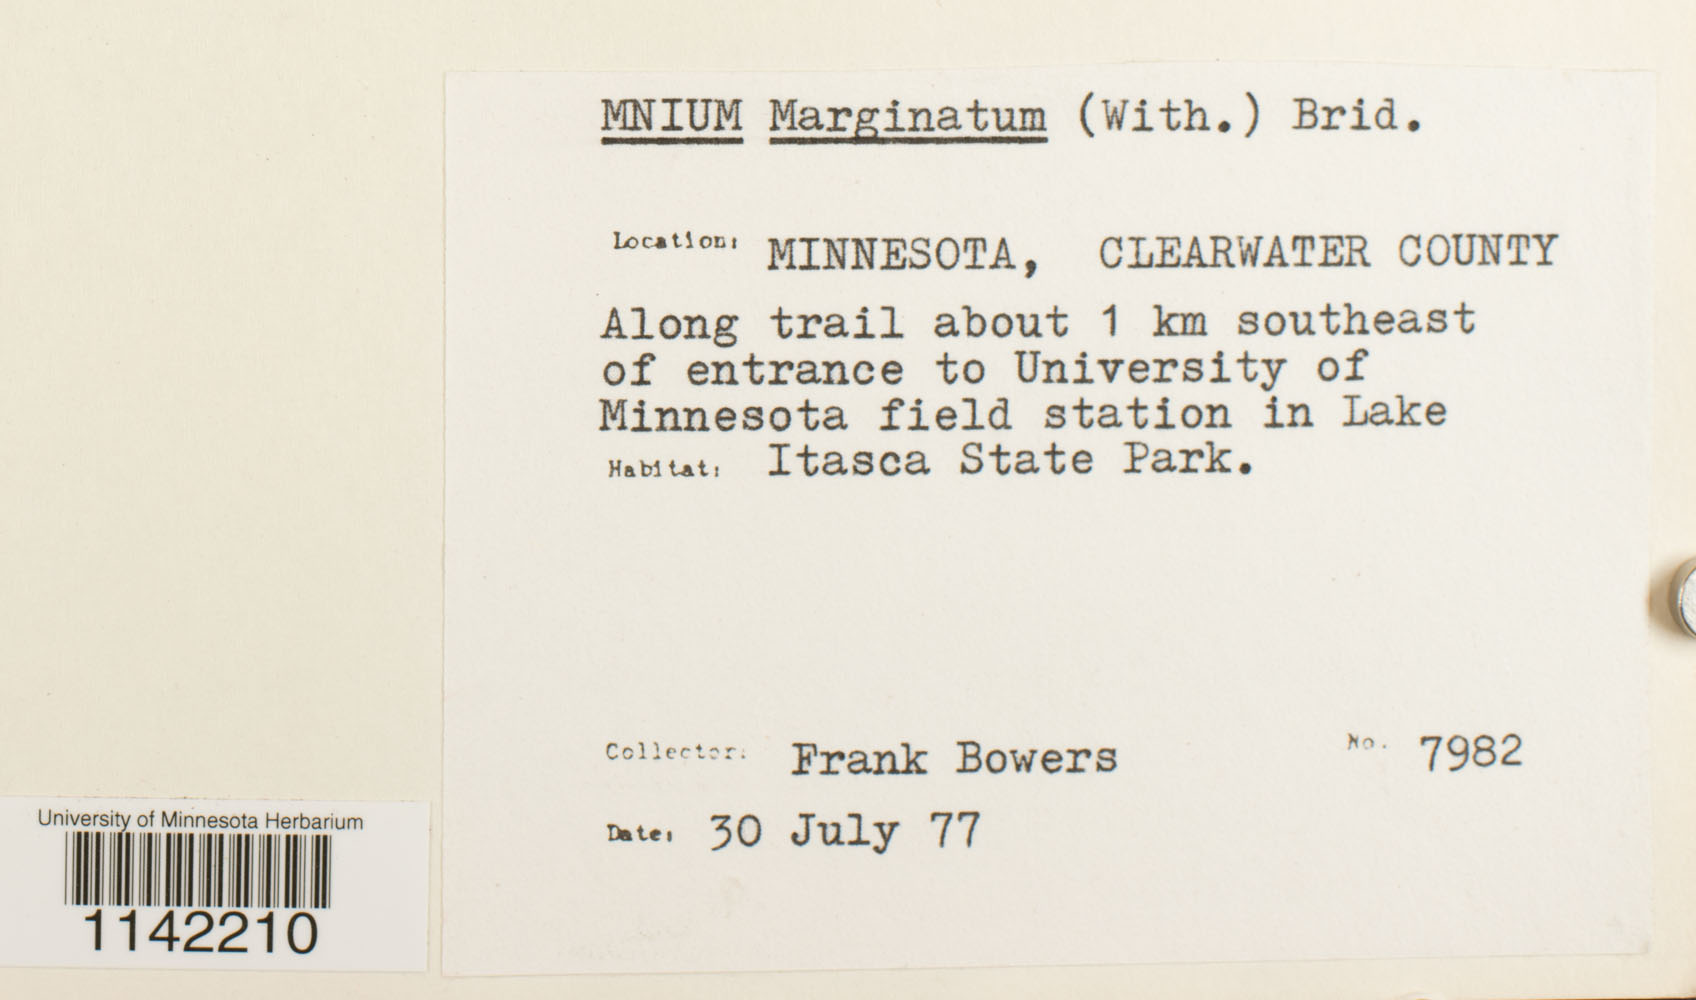 MNIUM Marginatum (With.) Brid.
Location: MINNESOTA, CLEARWATER COUNTY
Along trail about 1 km southeast
of entrance to University of
Minnesota field station in Lake
Habitat: Itasca State Park.
Collector: Frank Bowers No. 7982
Date: 30 July 77
University of Minnesota Herbarium
1142210